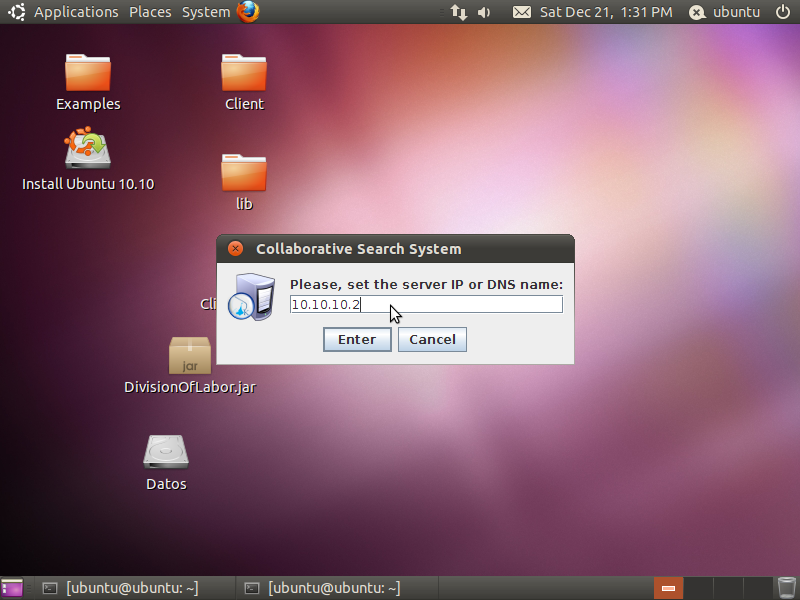 Applications Places System Sat Dec 21, 1:31 PM ubuntu
Examples
Client
Install Ubuntu 10.10
lib
Collaborative Search System
Please, set the server IP or DNS name:
10.10.10.2
Enter Cancel
Cli
jar
DivisionOfLabor.jar
Datos
[ubuntu@ubuntu: ~] [ubuntu@ubuntu: ~]